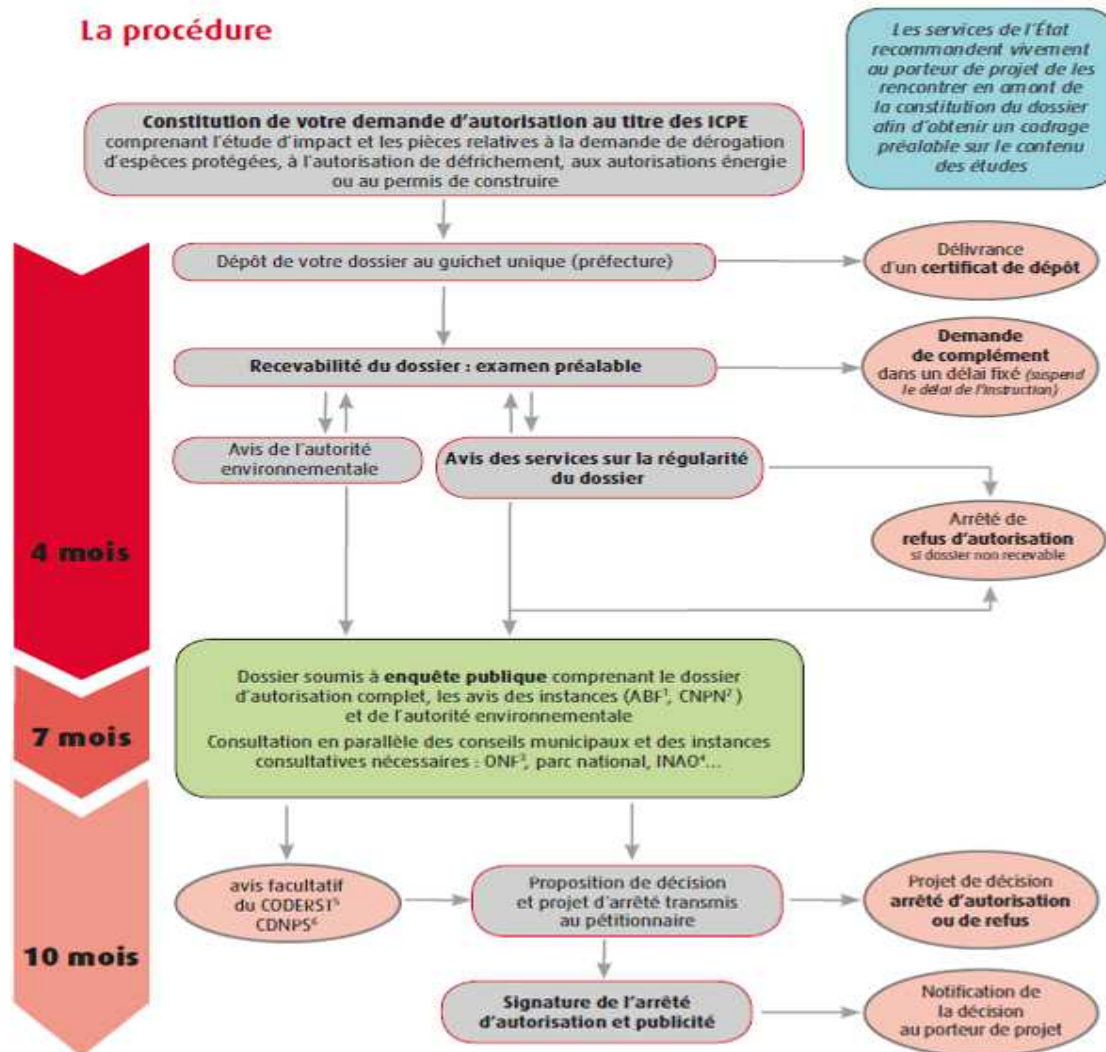 La procédure
Les services de l'État
recommandent vivement
au porteur de projet de les
rencontrer en amont de
la constitution du dossier
afin d'obtenir un cadrage
préalable sur le contenu
des études
Constitution de votre demande d'autorisation au titre des ICPE
comprenant l'étude d'impact et les pièces relatives à la demande de dérogation
d'espèces protégées, à l'autorisation de défrichement, aux autorisations énergie
ou au permis de construire
Dépôt de votre dossier au guichet unique (préfecture)
Délivrance
d'un certificat de dépôt
Recevabilité du dossier : examen préalable
Demande
de complément
dans un délai fixé (suspend
le délai de l'instruction)
Avis de l'autorité
environnementale
Avis des services sur la régularité
du dossier
Arrêté de
refus d'autorisation
si dossier non recevable
4 mois
Dossier soumis à enquête publique comprenant le dossier
d'autorisation complet, les avis des instances (ABF¹, CNPN²)
et de l'autorité environnementale
Consultation en parallèle des conseils municipaux et des instances
consultatives nécessaires : ONF³, parc national, INAO⁴...
7 mois
avis facultatif
du CODERST⁵
CDNPS⁶
Proposition de décision
et projet d'arrêté transmis
au pétitionnaire
Projet de décision
arrêté d'autorisation
ou de refus
10 mois
Signature de l'arrêté
d'autorisation et publicité
Notification de
la décision
au porteur de projet